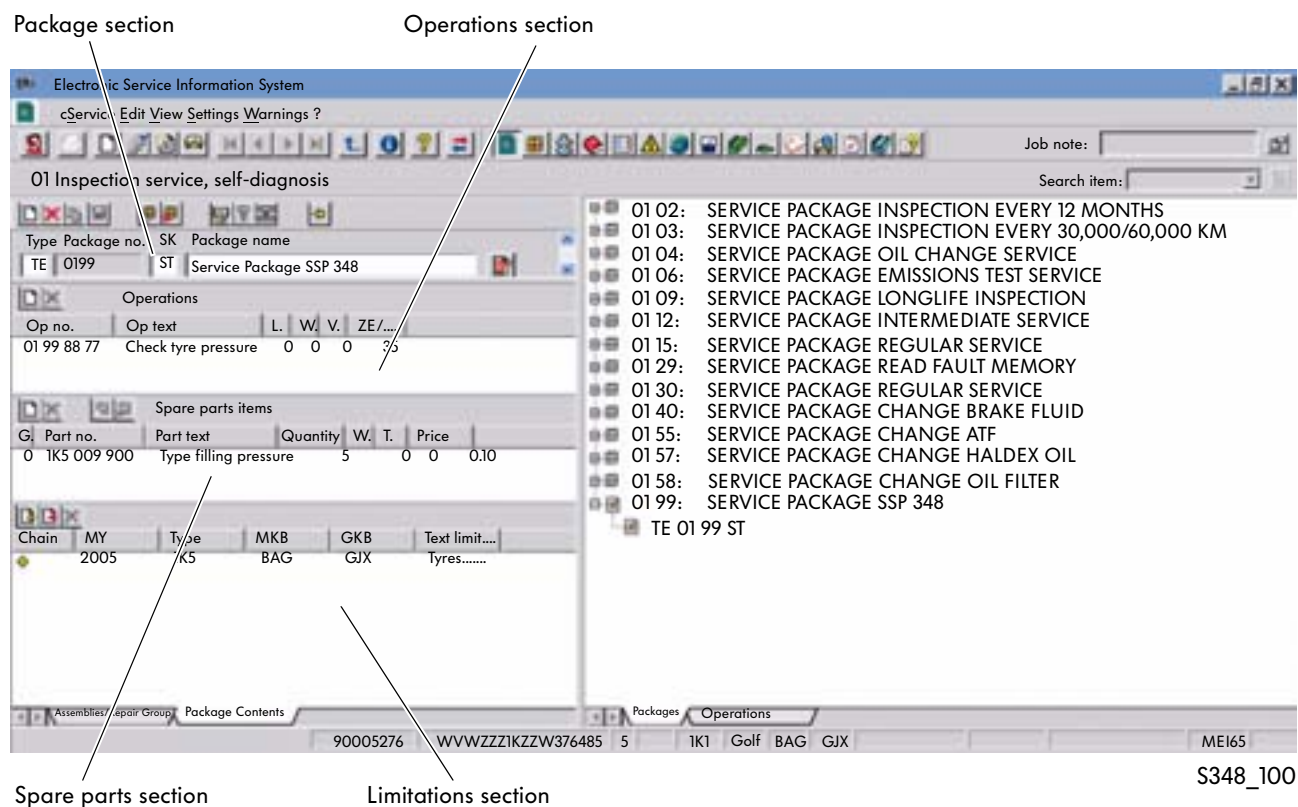 Package section
Operations section
Electronic Service Information System
cService Edit View Settings Warnings ?
Job note:
01 Inspection service, self-diagnosis
Search item:
Type Package no. SK Package name
TE 0199 ST Service Package SSP 348
Operations
Op no. Op text L. W. V. ZE/....
01 99 88 77 Check tyre pressure 0 0 0 35
Spare parts items
G. Part no. Part text Quantity W. T. Price
0 1K5 009 900 Type filling pressure 5 0 0 0.10
Chain MY Type MKB GKB Text limit....
2005 1K5 BAG GJX Tyres.......
Assemblies/Repair Group Package Contents
01 02: SERVICE PACKAGE INSPECTION EVERY 12 MONTHS
01 03: SERVICE PACKAGE INSPECTION EVERY 30,000/60,000 KM
01 04: SERVICE PACKAGE OIL CHANGE SERVICE
01 06: SERVICE PACKAGE EMISSIONS TEST SERVICE
01 09: SERVICE PACKAGE LONGLIFE INSPECTION
01 12: SERVICE PACKAGE INTERMEDIATE SERVICE
01 15: SERVICE PACKAGE REGULAR SERVICE
01 29: SERVICE PACKAGE READ FAULT MEMORY
01 30: SERVICE PACKAGE REGULAR SERVICE
01 40: SERVICE PACKAGE CHANGE BRAKE FLUID
01 55: SERVICE PACKAGE CHANGE ATF
01 57: SERVICE PACKAGE CHANGE HALDEX OIL
01 58: SERVICE PACKAGE CHANGE OIL FILTER
01 99: SERVICE PACKAGE SSP 348
TE 01 99 ST
Packages Operations
90005276 WVWZZZ1KZZW376485 5 1K1 Golf BAG GJX MEI65
S348_100
Spare parts section
Limitations section